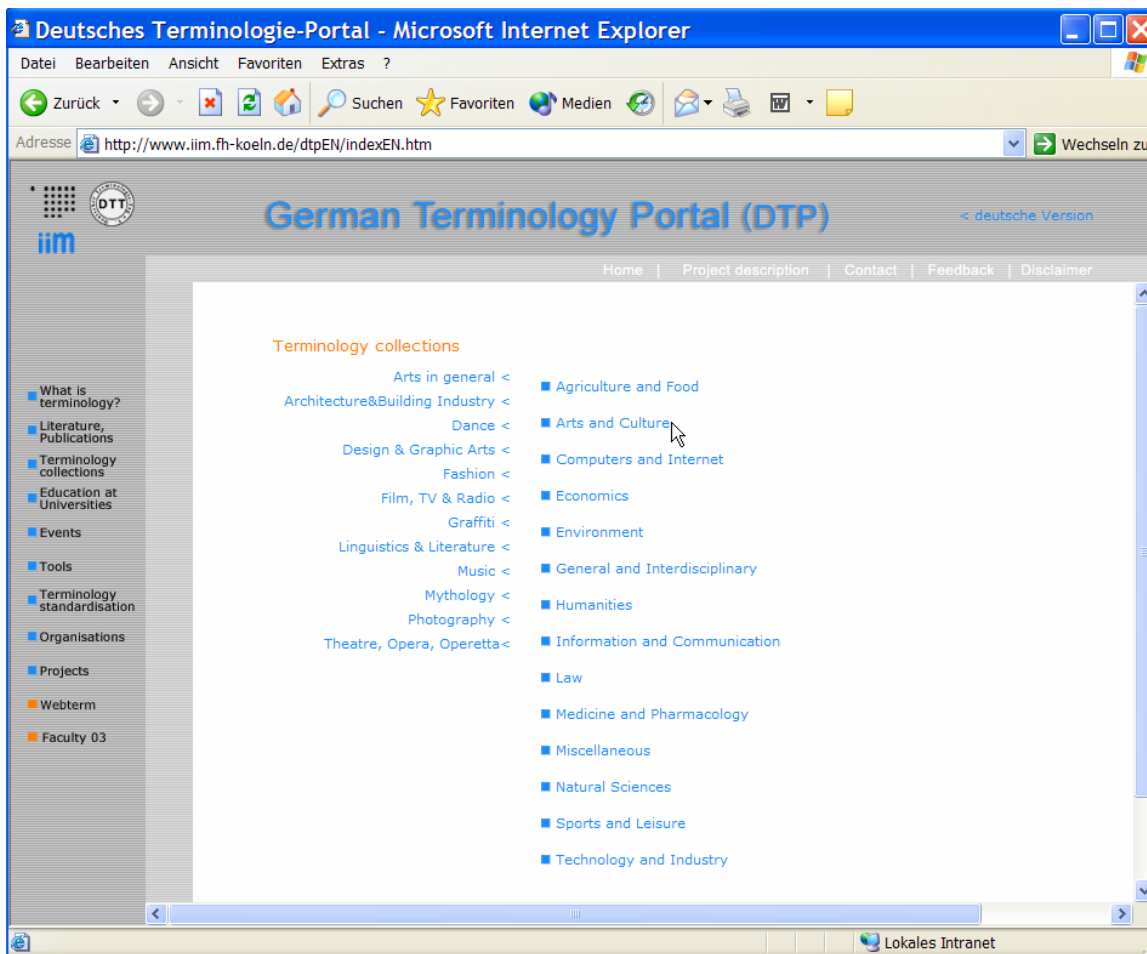 Deutsches Terminologie-Portal - Microsoft Internet Explorer
Datei Bearbeiten Ansicht Favoriten Extras ?
Zurück Suchen Favoriten Medien
Adresse http://www.iim.fh-koeln.de/dtpEN/indexEN.htm Wechseln zu
DTT
iim
German Terminology Portal (DTP)
< deutsche Version
Home | Project description | Contact | Feedback | Disclaimer
What is
terminology?
Literature,
Publications
Terminology
collections
Education at
Universities
Events
Tools
Terminology
standardisation
Organisations
Projects
Webterm
Faculty 03
Terminology collections
Arts in general <
Architecture&Building Industry <
Dance <
Design & Graphic Arts <
Fashion <
Film, TV & Radio <
Graffiti <
Linguistics & Literature <
Music <
Mythology <
Photography <
Theatre, Opera, Operetta<
Agriculture and Food
Arts and Culture
Computers and Internet
Economics
Environment
General and Interdisciplinary
Humanities
Information and Communication
Law
Medicine and Pharmacology
Miscellaneous
Natural Sciences
Sports and Leisure
Technology and Industry
Lokales Intranet